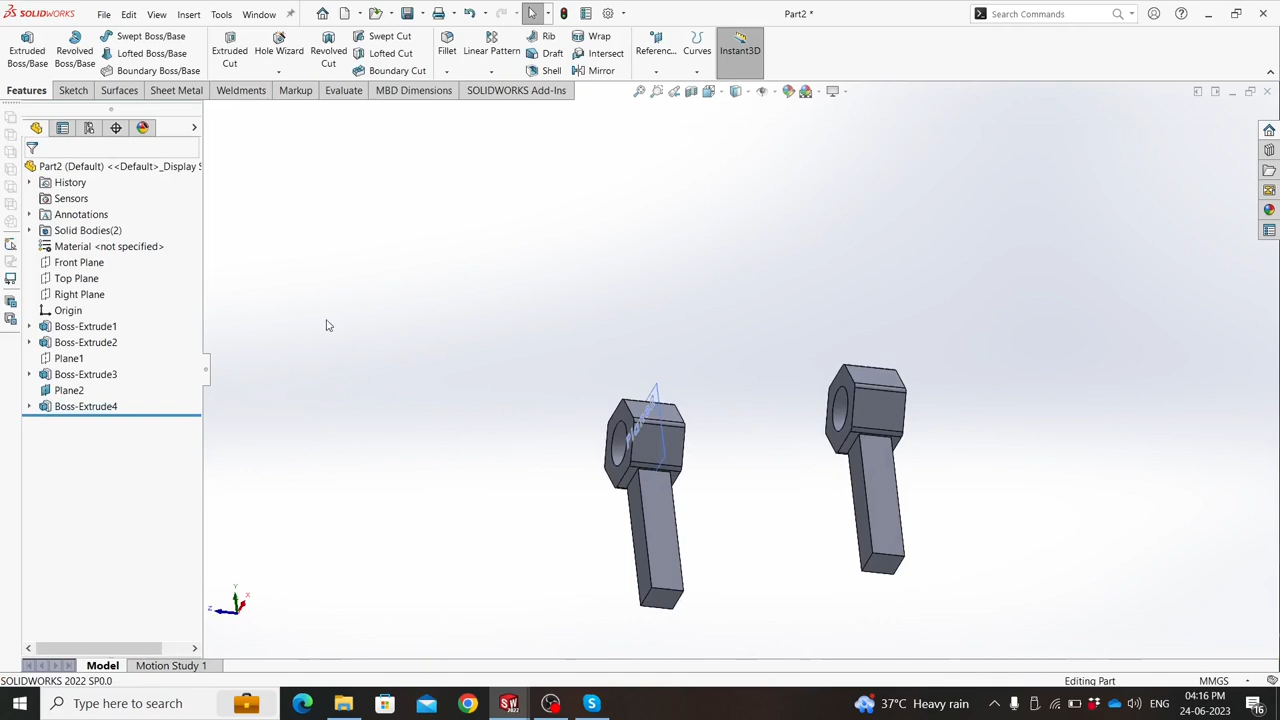 SOLIDWORKS File Edit View Insert Tools Window Part2 * Search Commands
Extruded Boss/Base Revolved Boss/Base Swept Boss/Base Lofted Boss/Base Boundary Boss/Base Extruded Cut Hole Wizard Revolved Cut Swept Cut Lofted Cut Boundary Cut Fillet Linear Pattern Rib Draft Shell Wrap Intersect Mirror Referenc... Curves Instant3D
Features Sketch Surfaces Sheet Metal Weldments Markup Evaluate MBD Dimensions SOLIDWORKS Add-Ins
Part2 (Default) <<Default>_Display S
History
Sensors
Annotations
Solid Bodies(2)
Material <not specified>
Front Plane
Top Plane
Right Plane
Origin
Boss-Extrude1
Boss-Extrude2
Plane1
Boss-Extrude3
Plane2
Boss-Extrude4
Y
X
Z
Model Motion Study 1
SOLIDWORKS 2022 SP0.0 Editing Part MMGS
Type here to search 37°C Heavy rain ENG 04:16 PM
24-06-2023 16